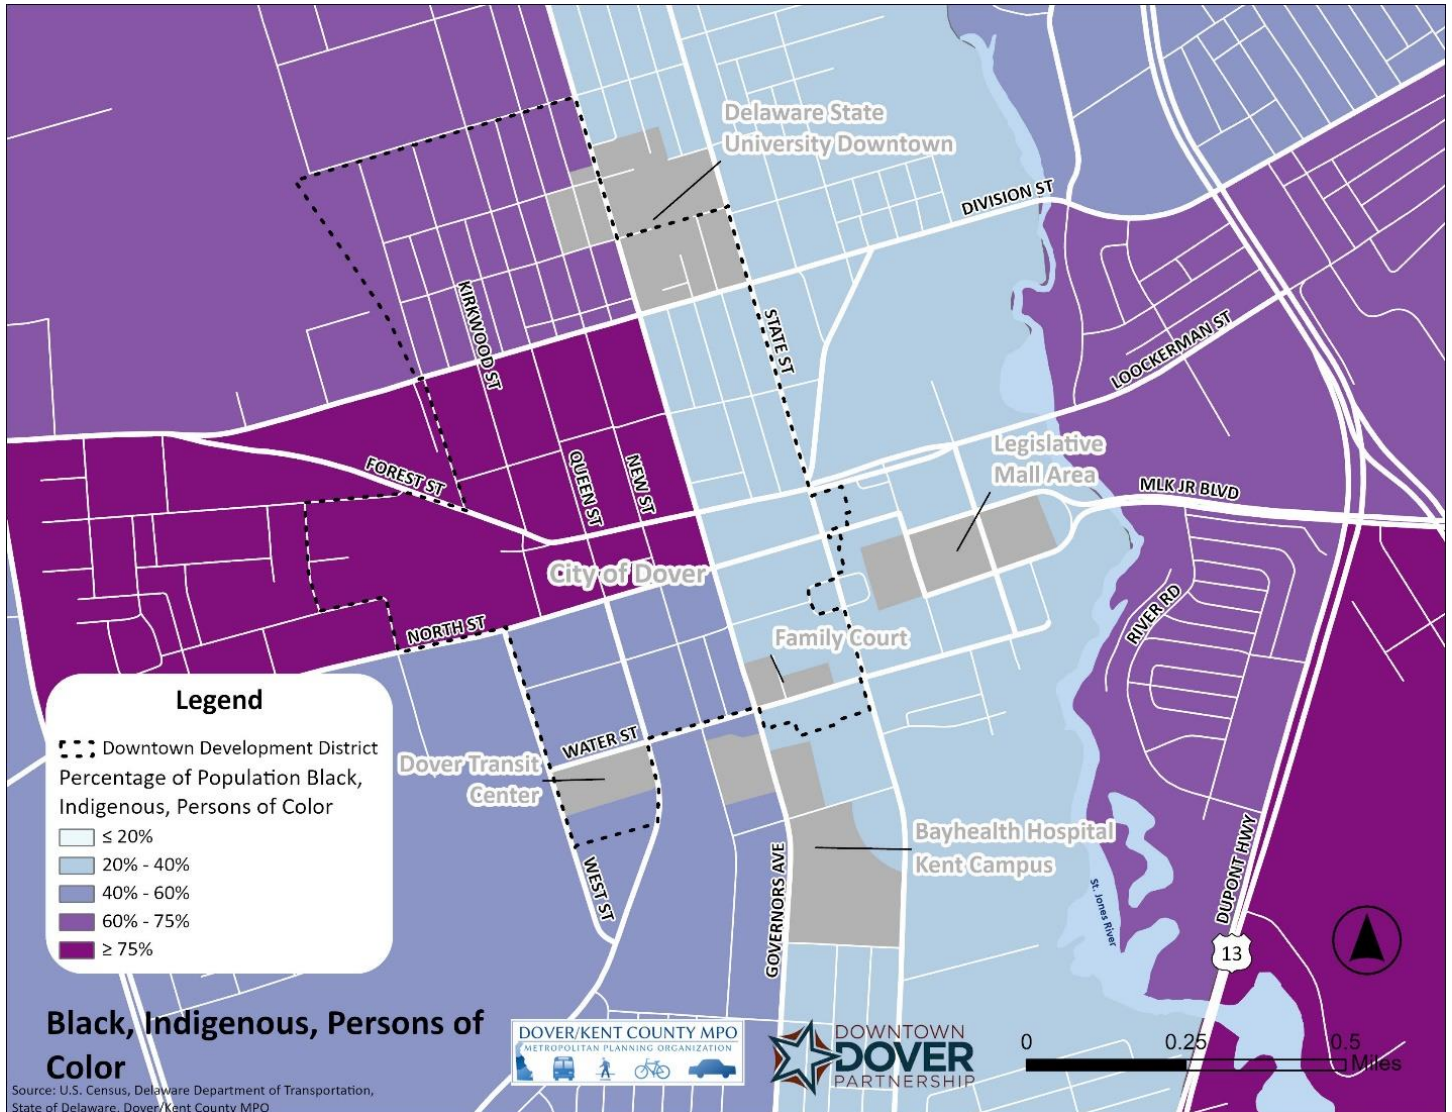 Delaware State
University Downtown
DIVISION ST
KIRKWOOD ST
STATE ST
LOOCKERMAN ST
Legislative
Mall Area
FOREST ST
QUEEN ST
NEW ST
MLK JR BLVD
City of Dover
RIVER RD
NORTH ST
Family Court
WATER ST
Dover Transit
Center
Bayhealth Hospital
Kent Campus
WEST ST
GOVERNORS AVE
St. Jones River
DUPONT HWY
13
Legend
Downtown Development District
Percentage of Population Black,
Indigenous, Persons of Color
≤ 20%
20% - 40%
40% - 60%
60% - 75%
≥ 75%
Black, Indigenous, Persons of
Color
Source: U.S. Census, Delaware Department of Transportation,
State of Delaware, Dover/Kent County MPO
DOVER/KENT COUNTY MPO
METROPOLITAN PLANNING ORGANIZATION
DOWNTOWN
DOVER
PARTNERSHIP
0 0.25 0.5
Miles